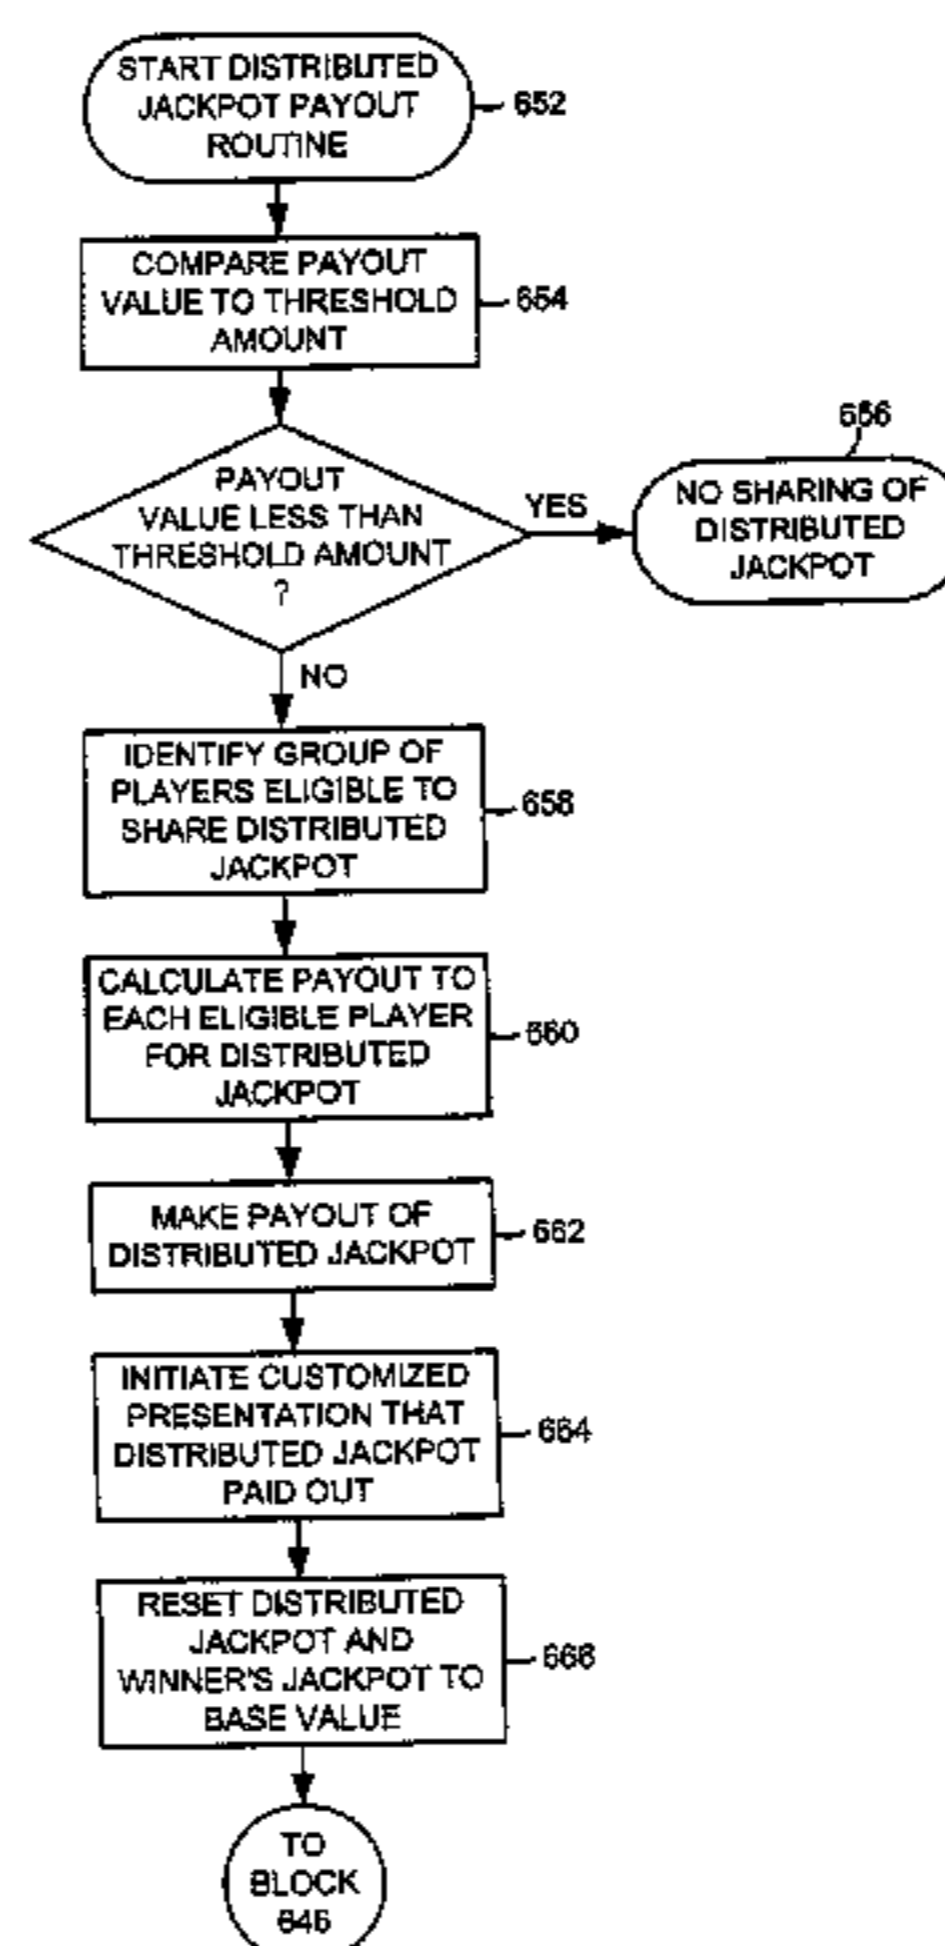 START DISTRIBUTED
JACKPOT PAYOUT
ROUTINE
652
COMPARE PAYOUT
VALUE TO THRESHOLD
AMOUNT
654
PAYOUT
VALUE LESS THAN
THRESHOLD AMOUNT
?
YES
656
NO SHARING OF
DISTRIBUTED
JACKPOT
NO
IDENTIFY GROUP OF
PLAYERS ELIGIBLE TO
SHARE DISTRIBUTED
JACKPOT
658
CALCULATE PAYOUT TO
EACH ELIGIBLE PLAYER
FOR DISTRIBUTED
JACKPOT
660
MAKE PAYOUT OF
DISTRIBUTED JACKPOT
662
INITIATE CUSTOMIZED
PRESENTATION THAT
DISTRIBUTED JACKPOT
PAID OUT
664
RESET DISTRIBUTED
JACKPOT AND
WINNER'S JACKPOT TO
BASE VALUE
666
TO
BLOCK
646